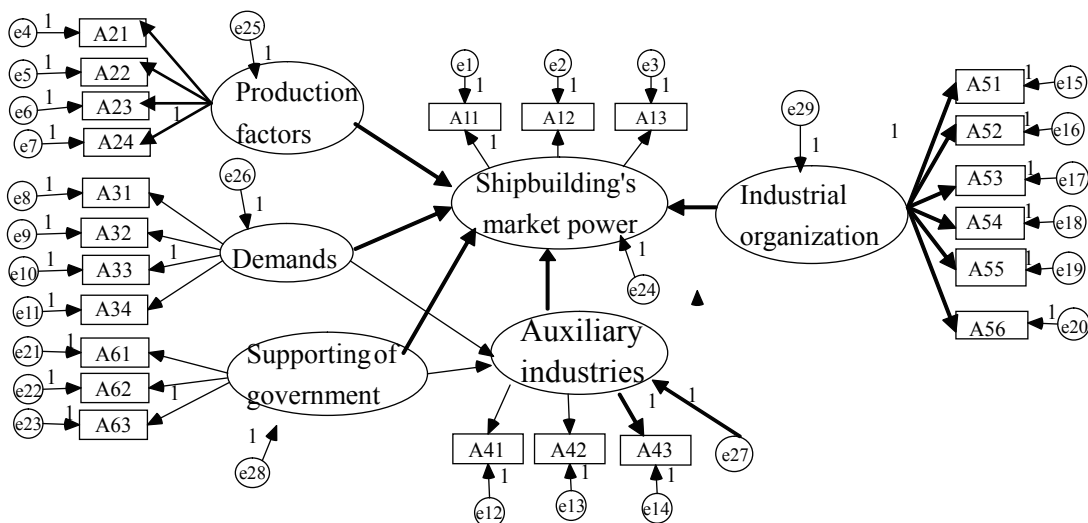 e4 1 A21
e5 1 A22
e6 1 A23
e7 1 A24
1
e25
1
Production
factors
e1 e2 e3
1 1 1
A11 A12 A13
1
Shipbuilding's
market power
1
e24
e29
1
Industrial
organization
1
A51 1 e15
A52 1 e16
A53 1 e17
A54 1 e18
A55 1 e19
A56 1 e20
e8 1 A31
e9 1 A32
e10 1 A33
e11 1 A34
1
e26
1
Demands
e21 1 A61
e22 1 A62
e23 1 A63
1
Supporting of
government
1
e28
Auxiliary
industries
1 1
A41 A42 A43
e27
1 1 1
e12 e13 e14